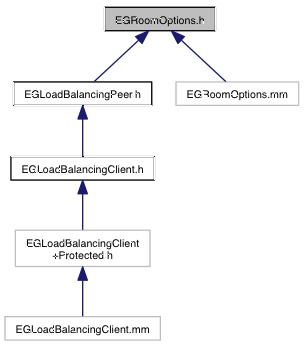 EGRoomOptions.h
EGLoadBalancingPeer.h
EGRoomOptions.mm
EGLoadBalancingClient.h
EGLoadBalancingClient
+Protected.h
EGLoadBalancingClient.mm